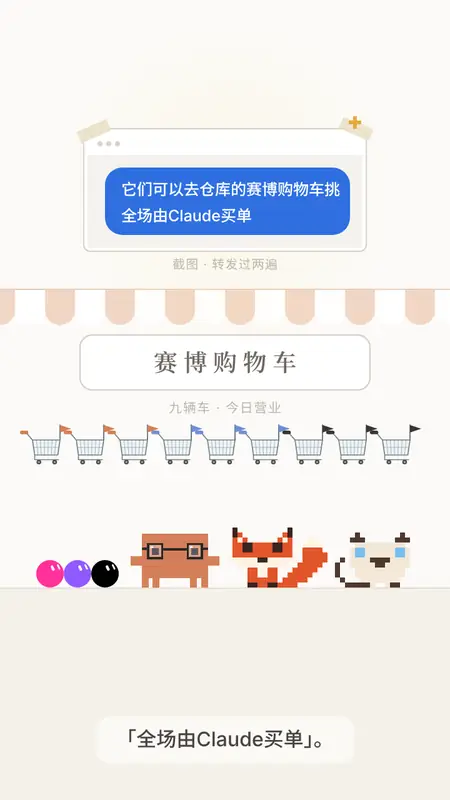 它们可以去仓库的赛博购物车挑
全场由Claude买单
截图 · 转发过两遍
赛博购物车
九辆车 · 今日营业
「全场由Claude买单」。